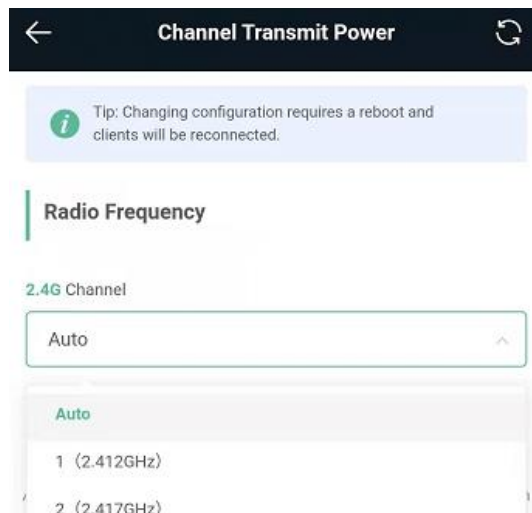 Channel Transmit Power
Tip: Changing configuration requires a reboot and
clients will be reconnected.
Radio Frequency
2.4G Channel
Auto
Auto
1（2.412GHz）
2（2.417GHz）